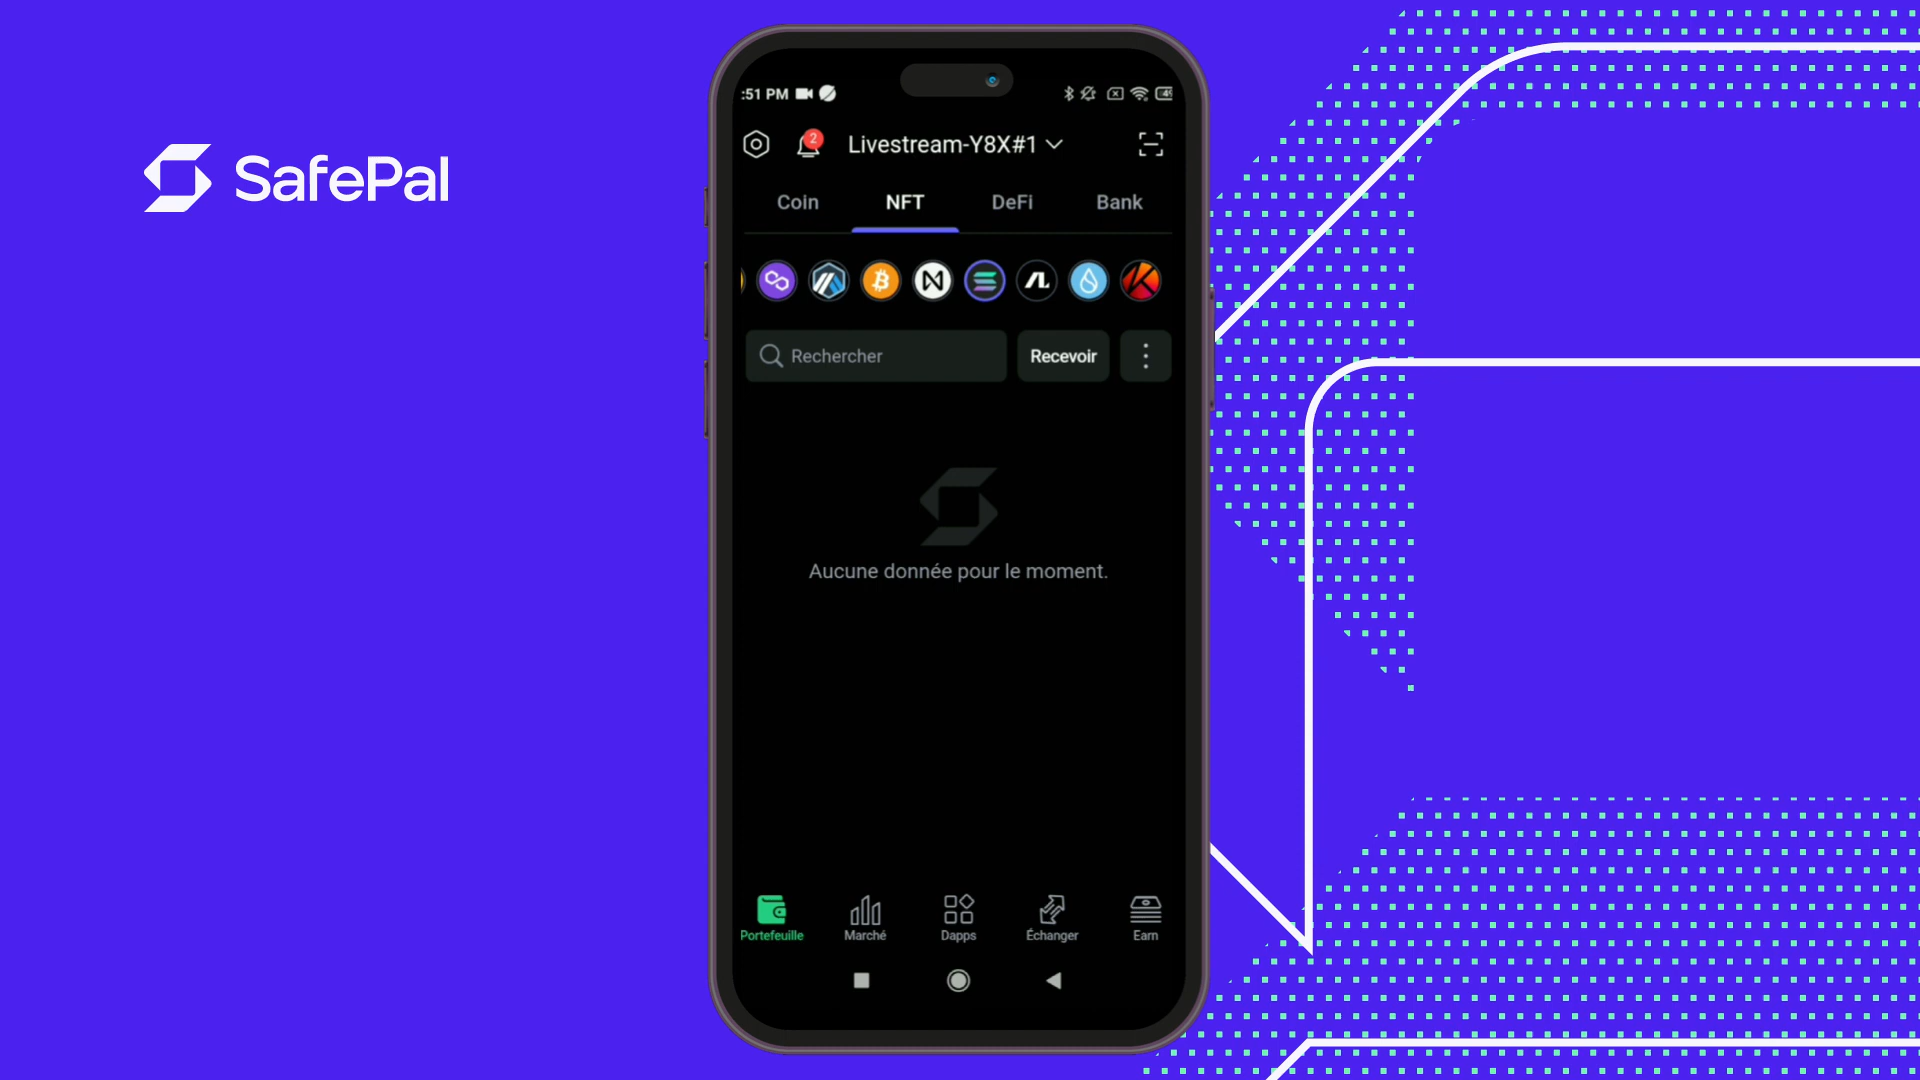 SafePal
:51 PM
2
Livestream-Y8X#1
Coin
NFT
DeFi
Bank
Rechercher
Recevoir
Aucune donnée pour le moment.
Portefeuille
Marché
Dapps
Échanger
Earn